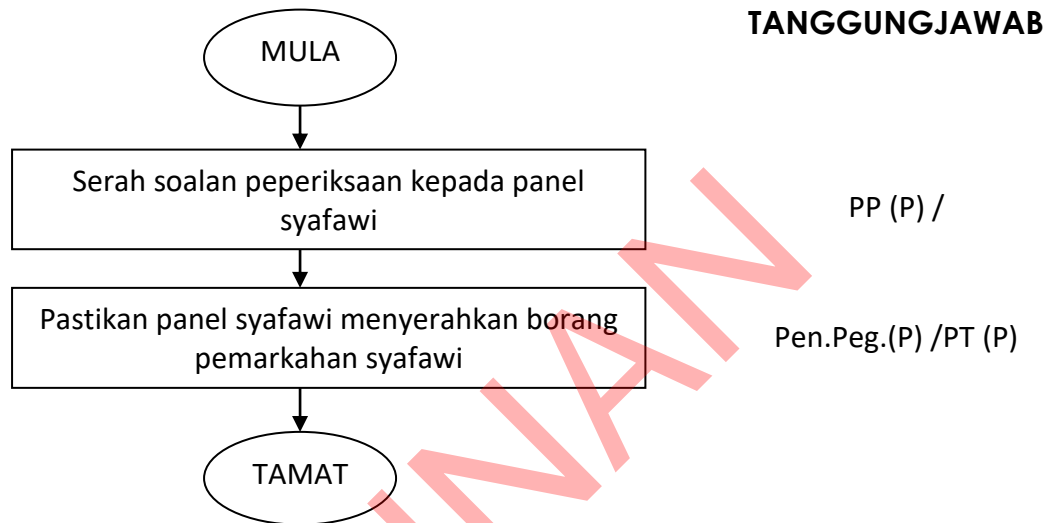 TANGGUNGJAWAB
MULA
Serah soalan peperiksaan kepada panel
syafawi
PP (P) /
Pastikan panel syafawi menyerahkan borang
pemarkahan syafawi
Pen.Peg.(P) /PT (P)
TAMAT
INAN